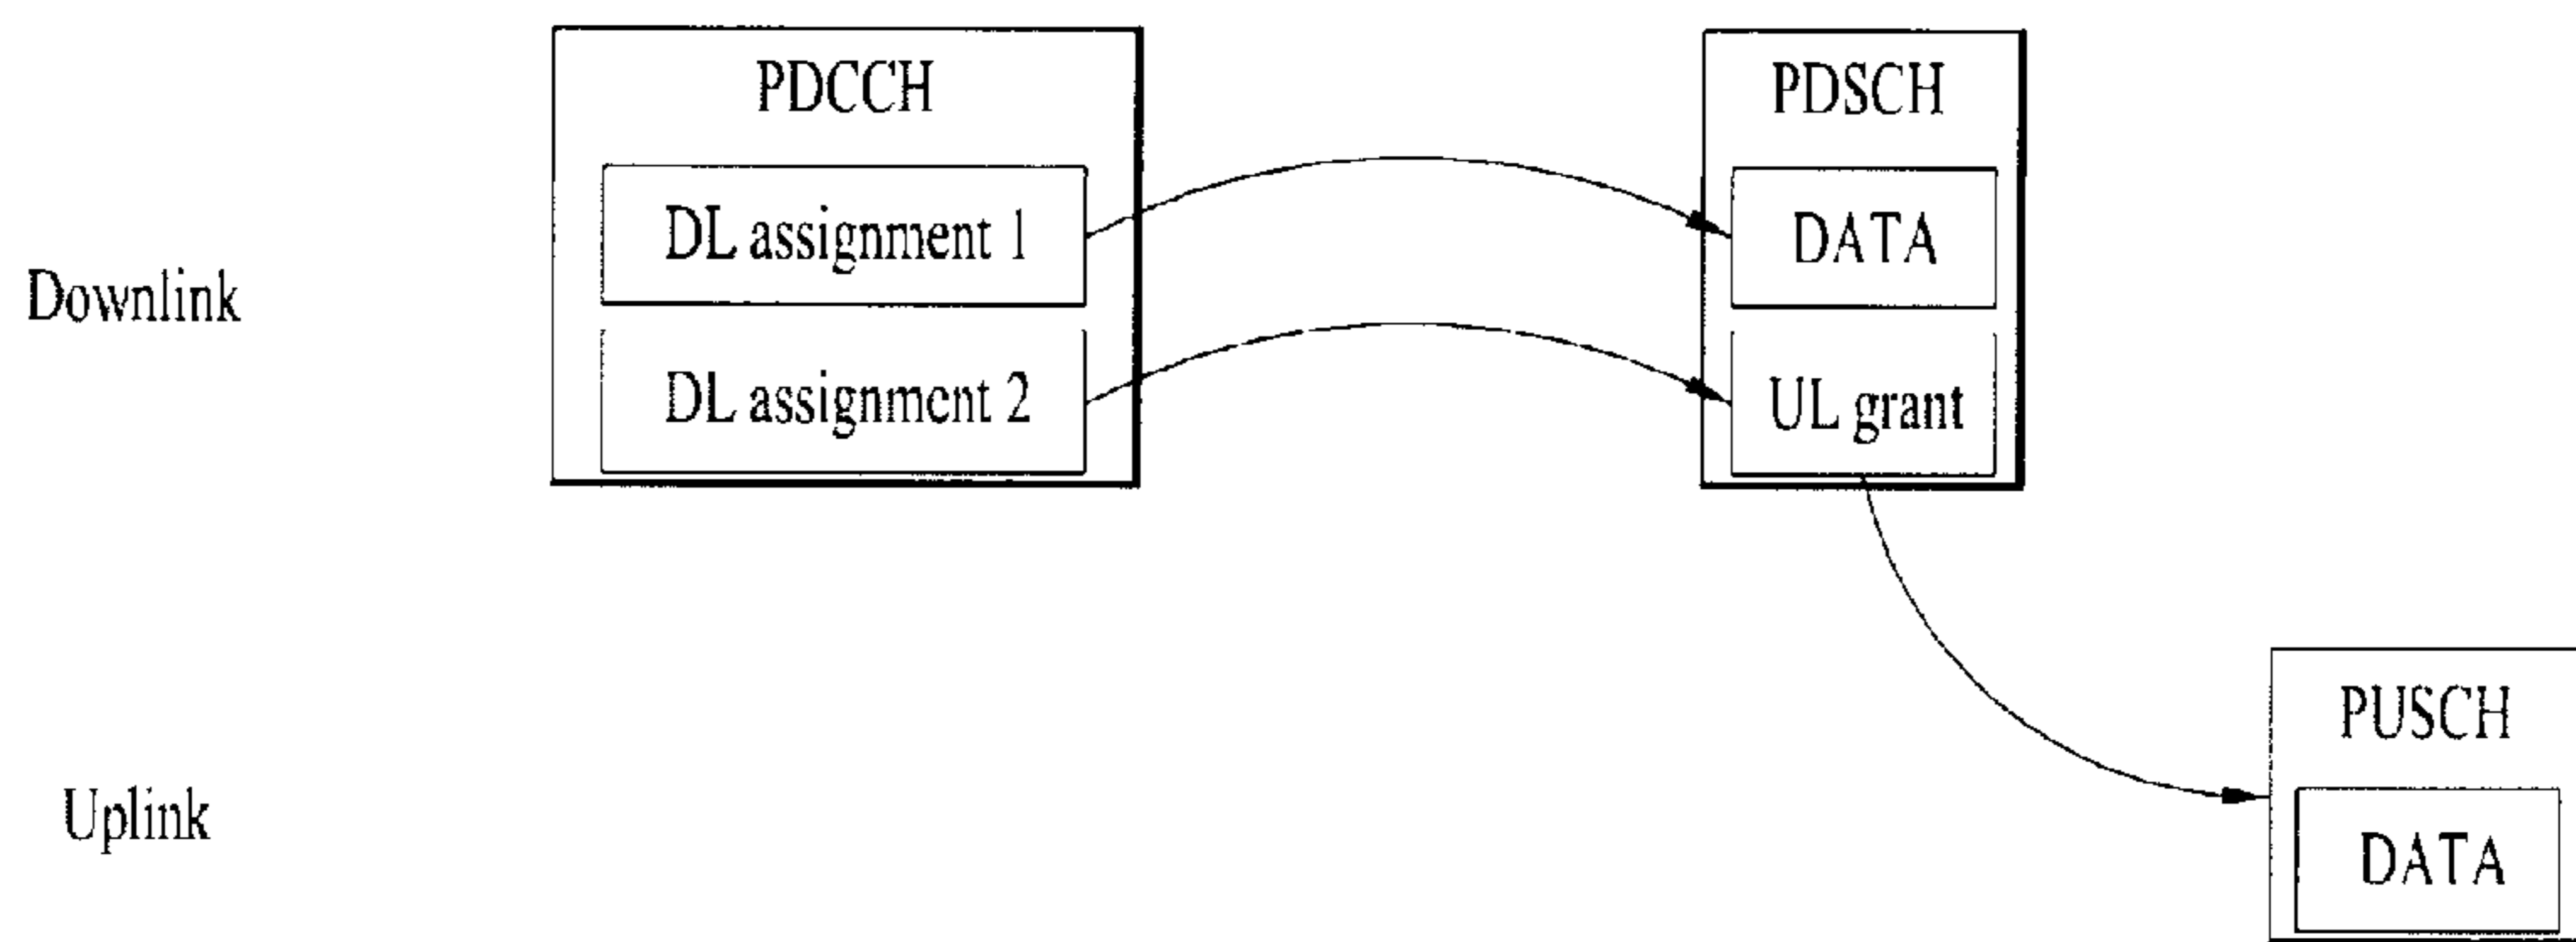 PDCCH
PDSCH
DL assignment 1
DATA
Downlink
DL assignment 2
UL grant
PUSCH
Uplink
DATA